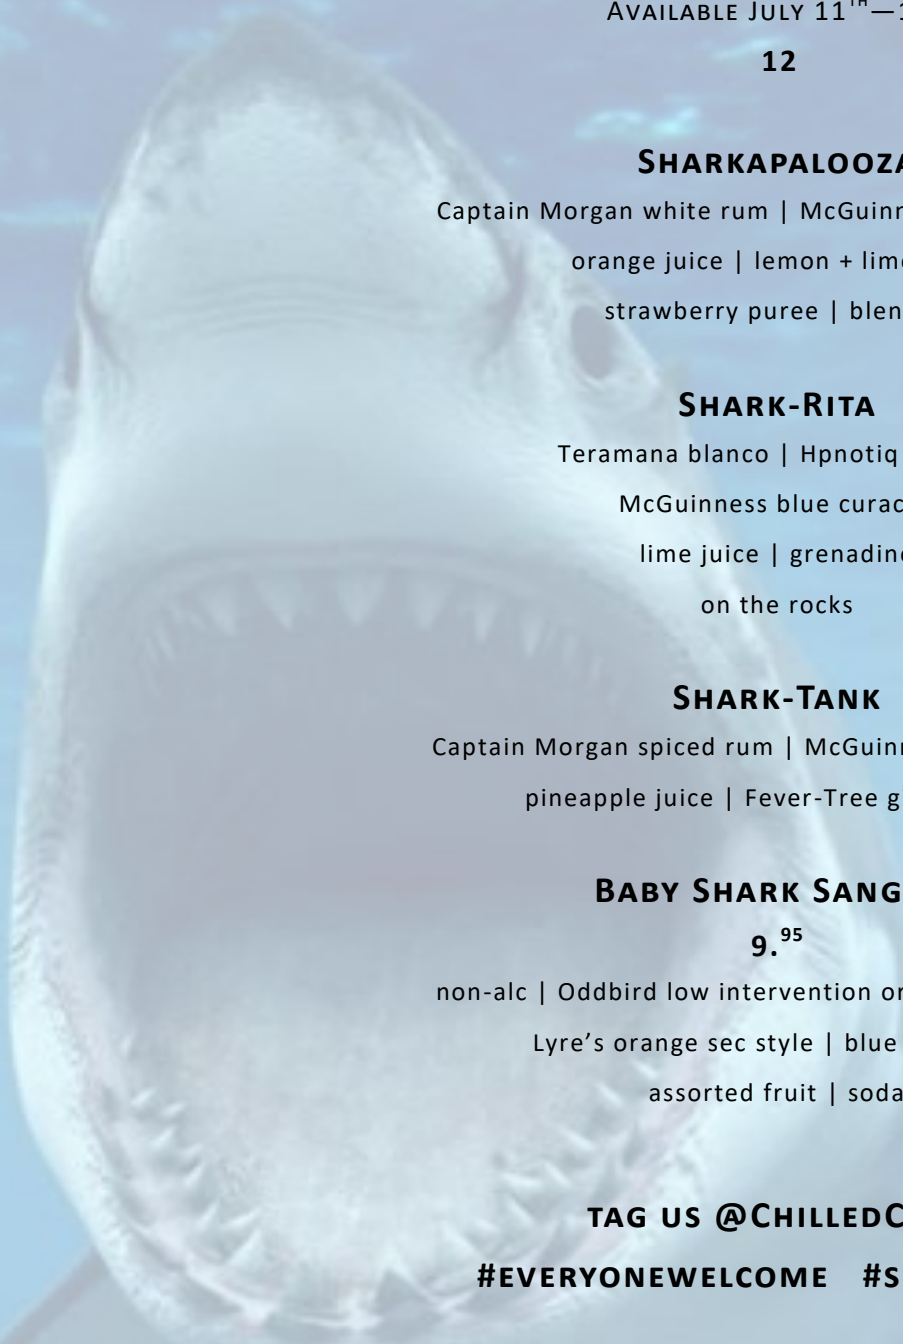 Available July 11TH—
12
Sharkapalooza
Captain Morgan white rum | McGuinn
orange juice | lemon + lime
strawberry puree | blen
Shark-Rita
Teramana blanco | Hpnotiq
McGuinness blue curac
lime juice | grenadine
on the rocks
Shark-Tank
Captain Morgan spiced rum | McGuinn
pineapple juice | Fever-Tree g
Baby Shark Sang
9.95
non-alc | Oddbird low intervention or
Lyre’s orange sec style | blue
assorted fruit | soda
tag us @ChilledC
#everyonewelcome #s